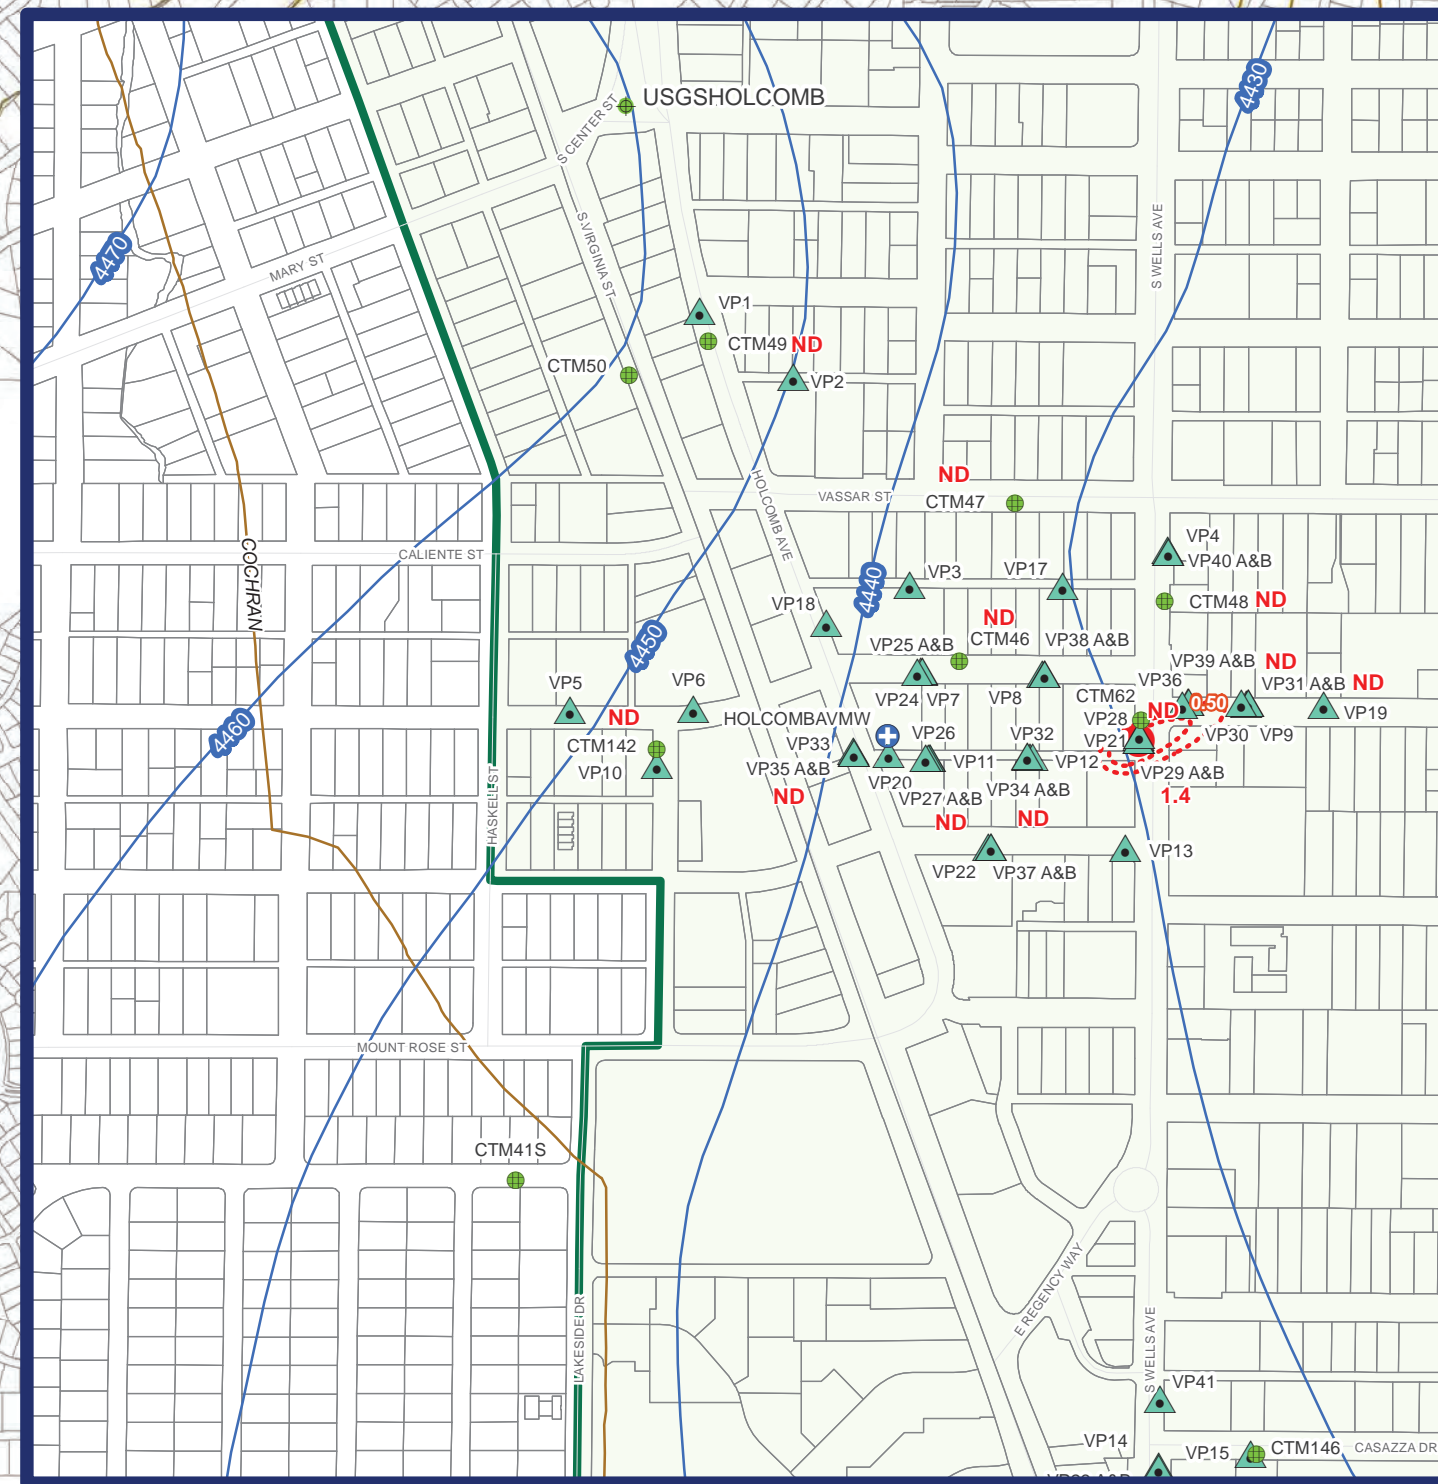 4430
USGSHOLCOMB
S CENTER ST
S VIRGINIA ST
S WELLS AVE
4470
MARY ST
VP1
CTM49 ND
CTM50
VP2
ND
HOLCOMB AVE
VASSAR ST
CTM47
VP4
VP40 A&B
CALIENTE ST
COCHRAN
VP3
VP17
4440
CTM48 ND
VP18
ND
4450
VP25 A&B
CTM46
VP38 A&B
VP39 A&B
ND
VP5
VP6
VP24
VP7
VP8
CTM62
VP36
VP31 A&B
ND
ND
HOLCOMBAVMW
VP28
ND
0.50
VP19
4460
CTM142
VP33
VP26
VP32
VP21
VP30
VP9
VP10
VP35 A&B
VP20
VP11
VP12
VP29 A&B
ND
VP27 A&B
VP34 A&B
1.4
HASKELL ST
ND
ND
VP22
VP37 A&B
VP13
MOUNT ROSE ST
CTM41S
E REGENCY WAY
LAKESIDE DR
S WELLS AVE
VP41
VP14
VP15
CTM146
CASAZZA DR